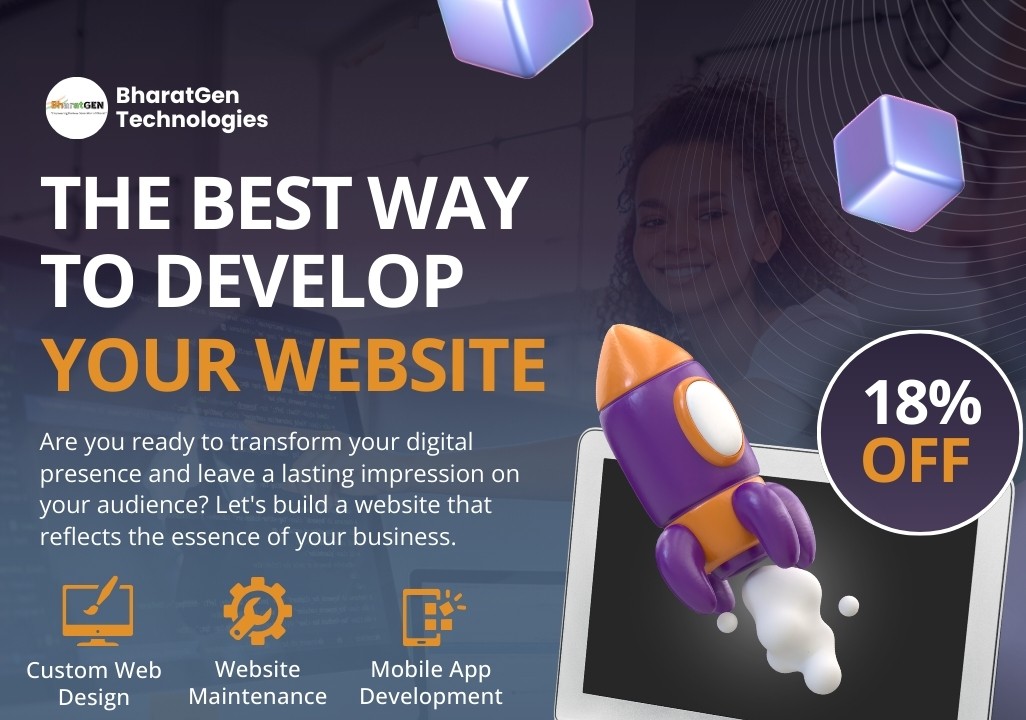 BharatGEN
BharatGen
Technologies
THE BEST WAY
TO DEVELOP
YOUR WEBSITE
Are you ready to transform your digital
presence and leave a lasting impression on
your audience? Let's build a website that
reflects the essence of your business.
18%
OFF
Custom Web
Design
Website
Maintenance
Mobile App
Development